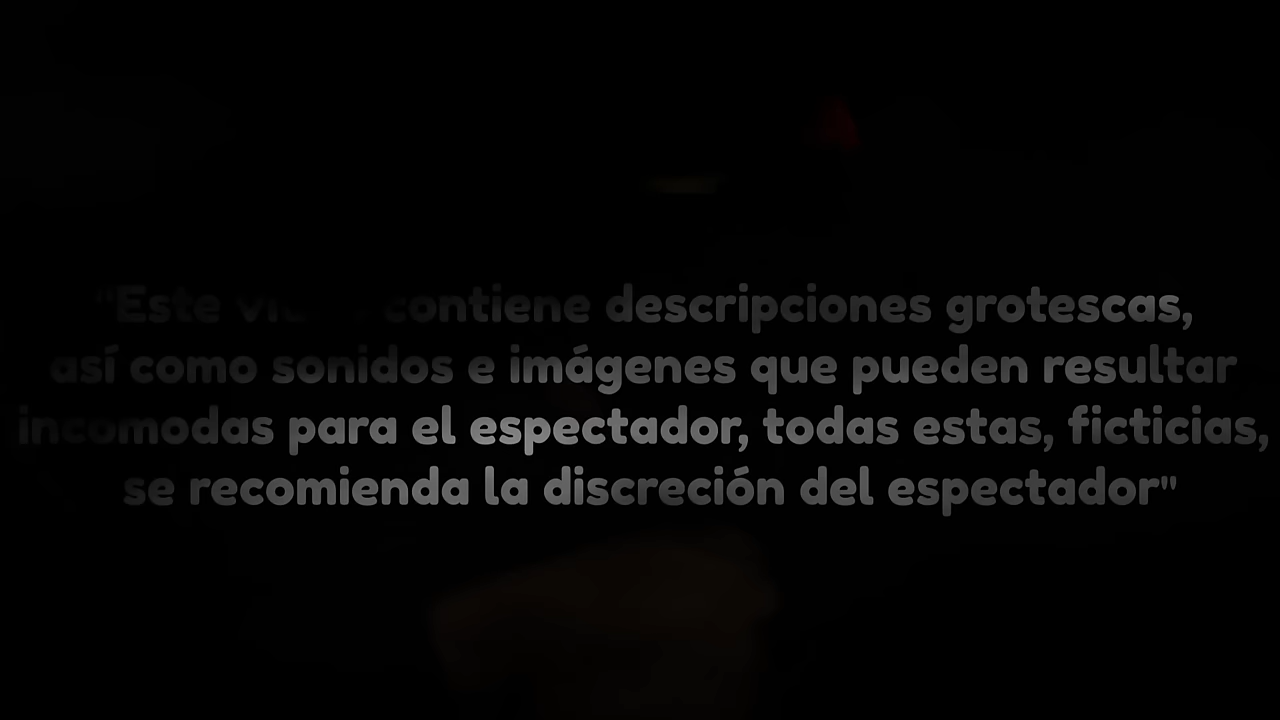 "Este contiene descripciones grotescas,
así como sonidos e imágenes que pueden resultar
incomodas para el espectador, todas estas, ficticias,
se recomienda la discreción del espectador"